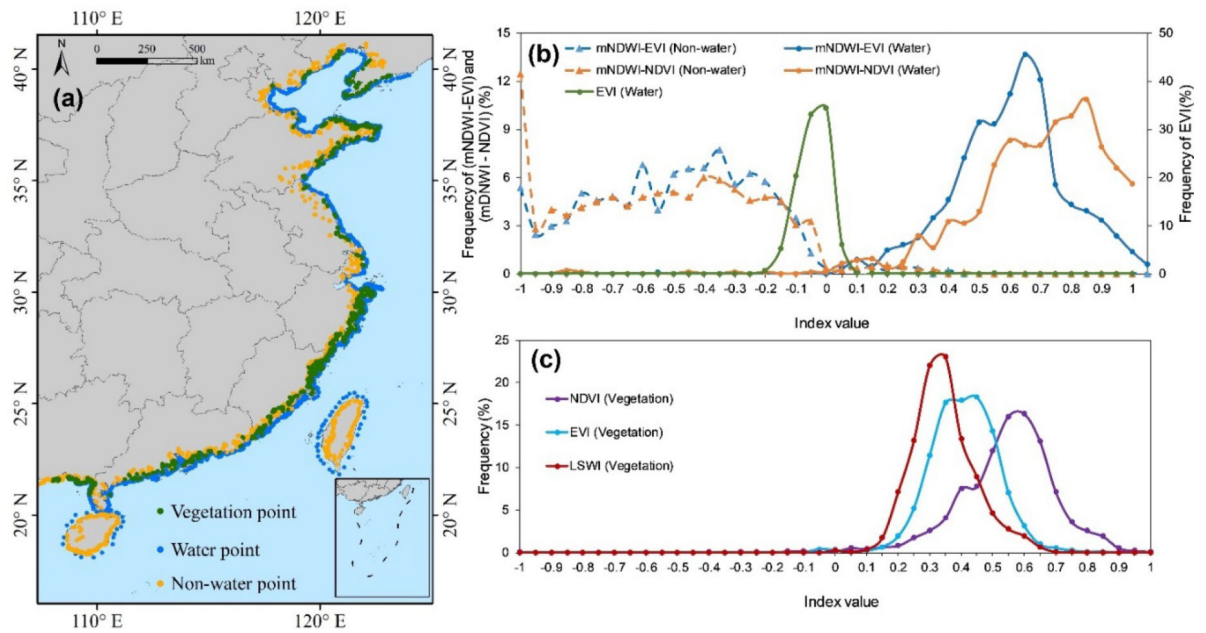 110° E
120° E
N
0
250
500
km
(a)
40° N
35° N
30° N
25° N
20° N
40° N
35° N
30° N
25° N
20° N
Vegetation point
Water point
Non-water point
110° E
120° E
(b)
mNDWI-EVI (Non-water)
mNDWI-EVI (Water)
mNDWI-NDVI (Non-water)
mNDWI-NDVI (Water)
EVI (Water)
Frequency of (mNDWI-EVI) and
(mDNWI - NDVI) (%)
15
12
9
6
3
0
Frequency of EVI(%)
50
40
30
20
10
0
-1 -0.9 -0.8 -0.7 -0.6 -0.5 -0.4 -0.3 -0.2 -0.1 0 0.1 0.2 0.3 0.4 0.5 0.6 0.7 0.8 0.9 1
Index value
(c)
NDVI (Vegetation)
EVI (Vegetation)
LSWI (Vegetation)
Frequency (%)
25
20
15
10
5
0
-1 -0.9 -0.8 -0.7 -0.6 -0.5 -0.4 -0.3 -0.2 -0.1 0 0.1 0.2 0.3 0.4 0.5 0.6 0.7 0.8 0.9 1
Index value